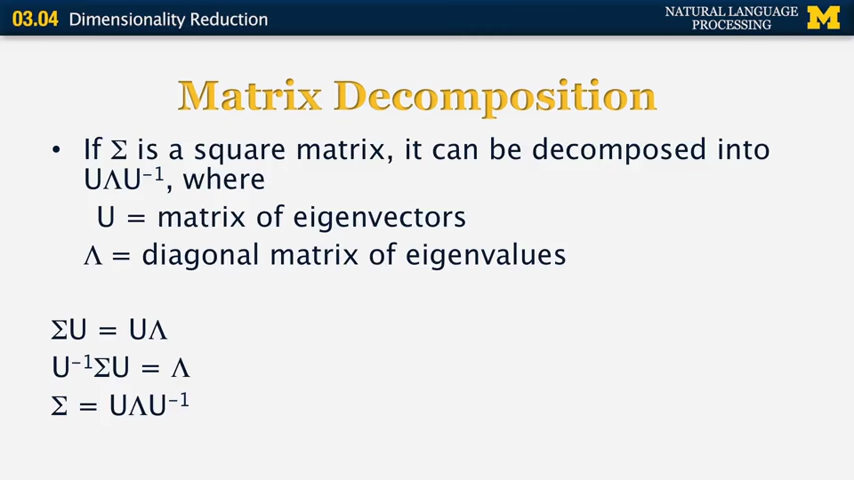 03.04 Dimensionality Reduction
NATURAL LANGUAGE
PROCESSING
M
Matrix Decomposition
• If Σ is a square matrix, it can be decomposed into
UΛU⁻¹, where
U = matrix of eigenvectors
Λ = diagonal matrix of eigenvalues
ΣU = UΛ
U⁻¹ΣU = Λ
Σ = UΛU⁻¹